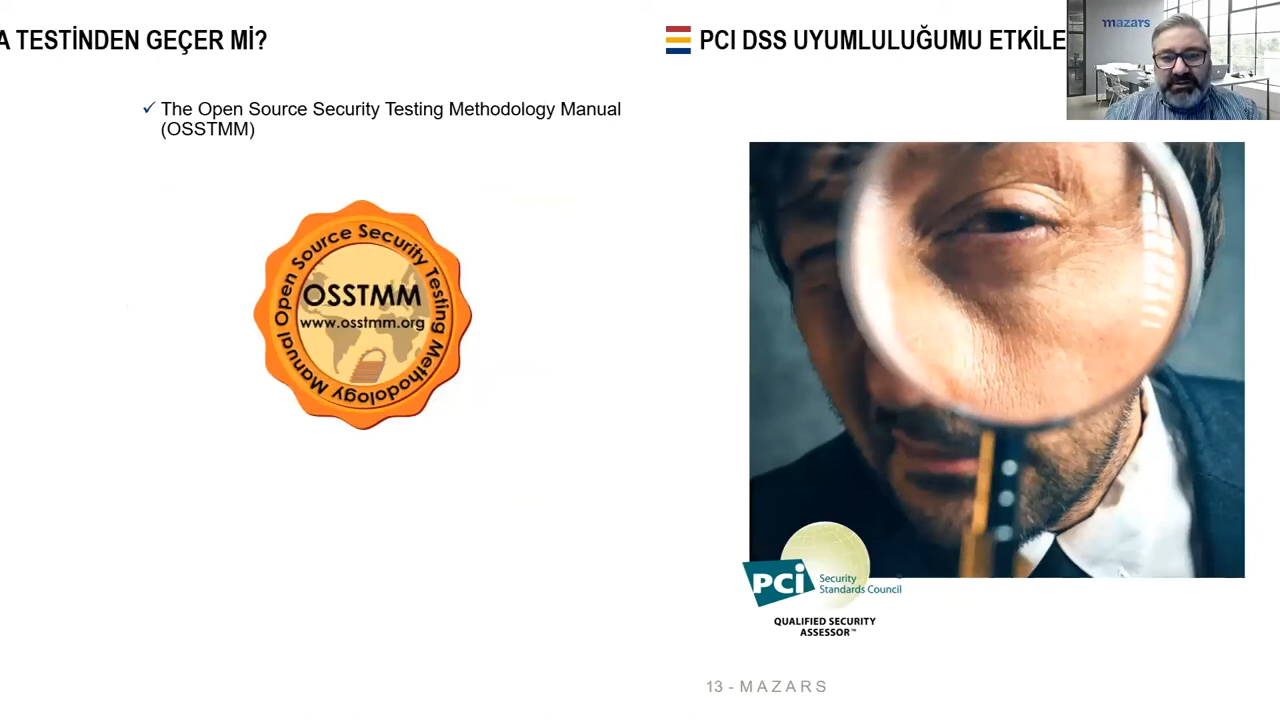 A TESTİNDEN GEÇER Mİ?
✓ The Open Source Security Testing Methodology Manual
(OSSTMM)
Open Source Security Testing Methodology Manual
OSSTMM
www.osstmm.org
PCI DSS UYUMLULUĞUMU ETKİLE
mazars
PCi Security
Standards Council
QUALIFIED SECURITY
ASSESSOR™
13 - MAZARS